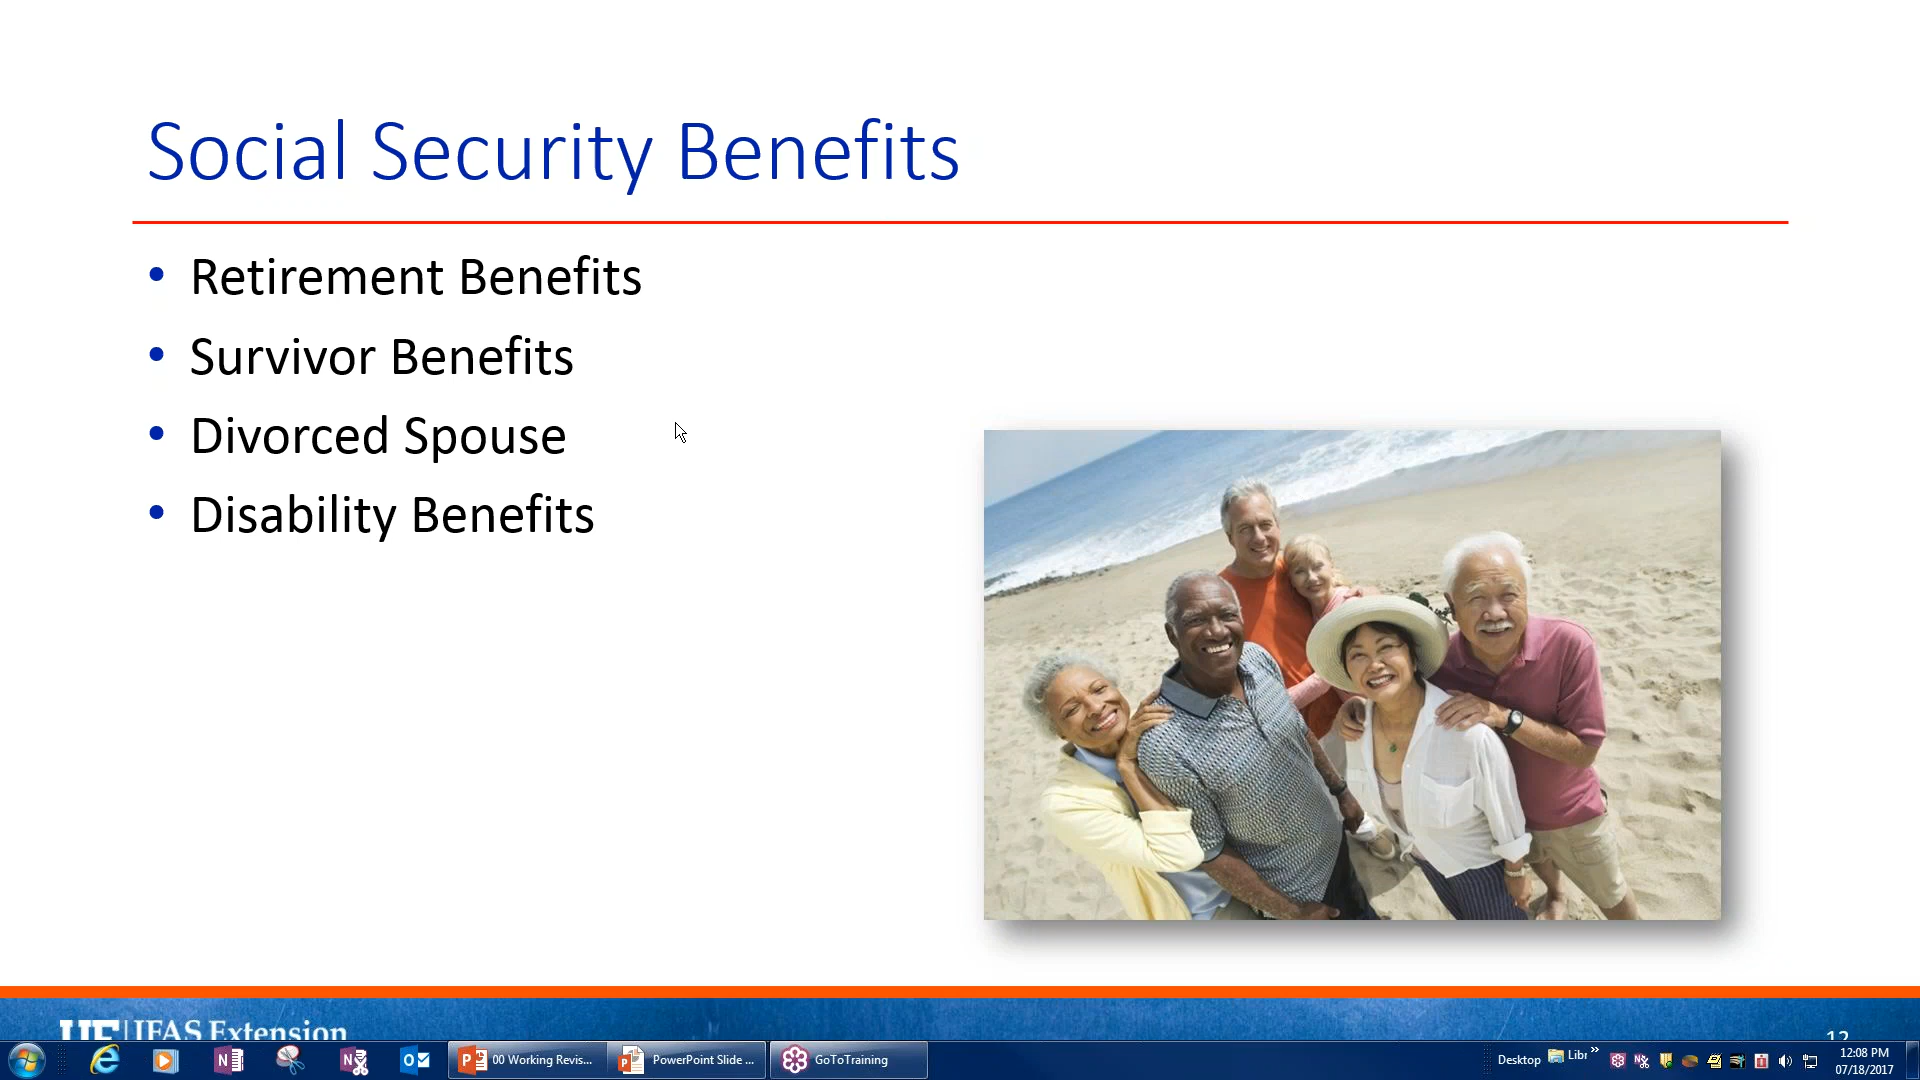 Social Security Benefits
• Retirement Benefits
• Survivor Benefits
• Divorced Spouse
• Disability Benefits
UF | IFAS Extension
12
00 Working Revis...
PowerPoint Slide ...
GoToTraining
Desktop
Libr
12:08 PM
07/18/2017